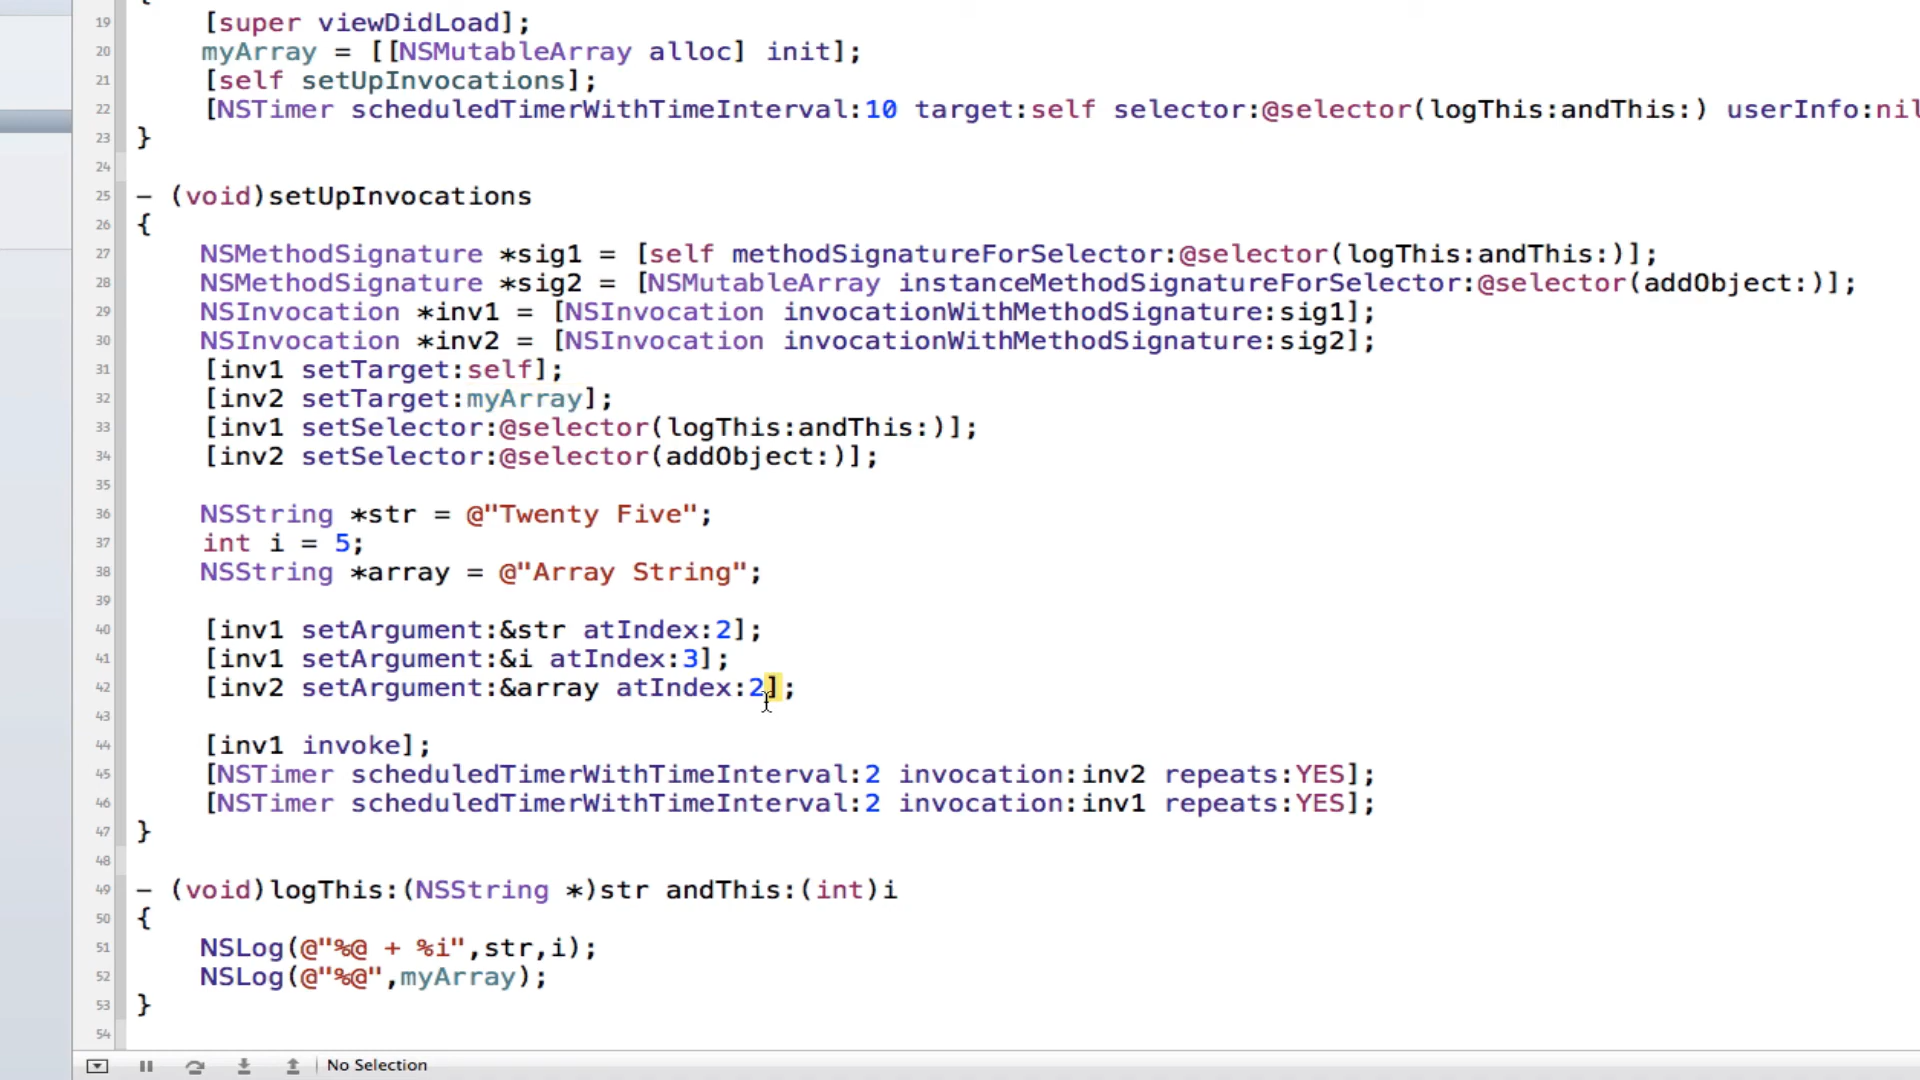 {
19 [super viewDidLoad];
20 myArray = [[NSMutableArray alloc] init];
21 [self setUpInvocations];
22 [NSTimer scheduledTimerWithTimeInterval:10 target:self selector:@selector(logThis:andThis:) userInfo:nil
23 }
24
25 - (void)setUpInvocations
26 {
27 NSMethodSignature *sig1 = [self methodSignatureForSelector:@selector(logThis:andThis:)];
28 NSMethodSignature *sig2 = [NSMutableArray instanceMethodSignatureForSelector:@selector(addObject:)];
29 NSInvocation *inv1 = [NSInvocation invocationWithMethodSignature:sig1];
30 NSInvocation *inv2 = [NSInvocation invocationWithMethodSignature:sig2];
31 [inv1 setTarget:self];
32 [inv2 setTarget:myArray];
33 [inv1 setSelector:@selector(logThis:andThis:)];
34 [inv2 setSelector:@selector(addObject:)];
35
36 NSString *str = @"Twenty Five";
37 int i = 5;
38 NSString *array = @"Array String";
39
40 [inv1 setArgument:&str atIndex:2];
41 [inv1 setArgument:&i atIndex:3];
42 [inv2 setArgument:&array atIndex:2];
43
44 [inv1 invoke];
45 [NSTimer scheduledTimerWithTimeInterval:2 invocation:inv2 repeats:YES];
46 [NSTimer scheduledTimerWithTimeInterval:2 invocation:inv1 repeats:YES];
47 }
48
49 - (void)logThis:(NSString *)str andThis:(int)i
50 {
51 NSLog(@"%@ + %i",str,i);
52 NSLog(@"%@",myArray);
53 }
54
No Selection